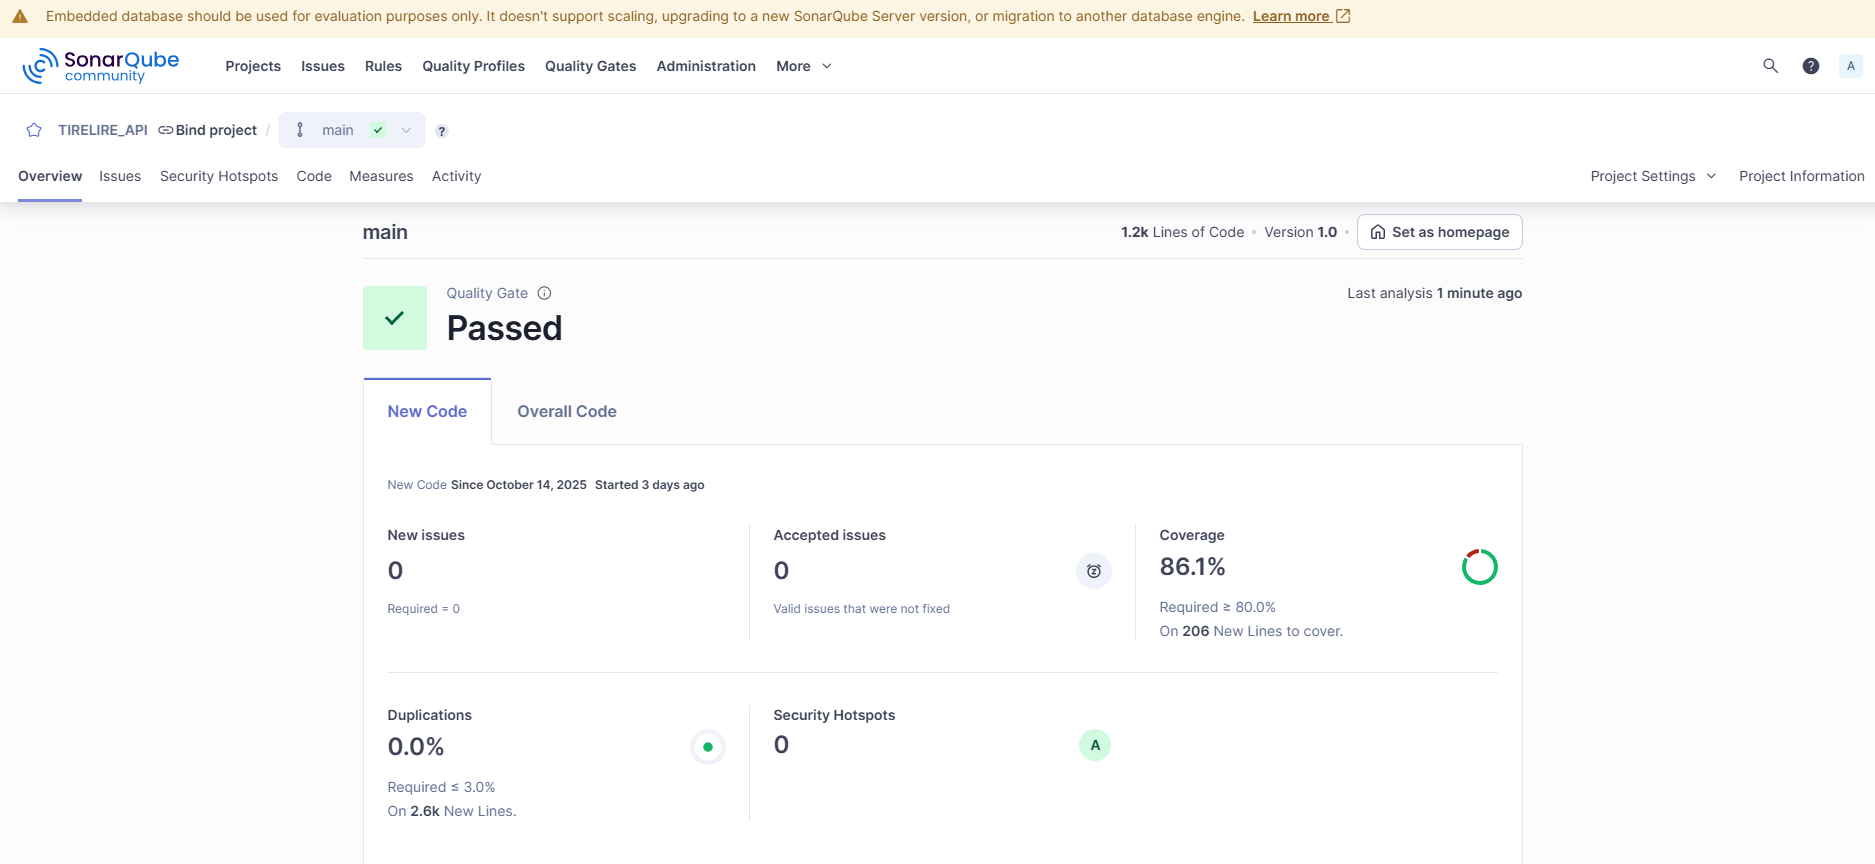 Embedded database should be used for evaluation purposes only. It doesn't support scaling, upgrading to a new SonarQube Server version, or migration to another database engine. Learn more
SonarQube community
Projects Issues Rules Quality Profiles Quality Gates Administration More ? A
TIRELIRE_API Bind project / main ?
Overview Issues Security Hotspots Code Measures Activity Project Settings Project Information
main 1.2k Lines of Code • Version 1.0 • Set as homepage
Quality Gate Last analysis 1 minute ago
Passed
New Code Overall Code
New Code Since October 14, 2025 Started 3 days ago
New issues
0
Required = 0
Accepted issues
0
Valid issues that were not fixed
Coverage
86.1%
Required ≥ 80.0%
On 206 New Lines to cover.
Duplications
0.0%
Required ≤ 3.0%
On 2.6k New Lines.
Security Hotspots
0 A